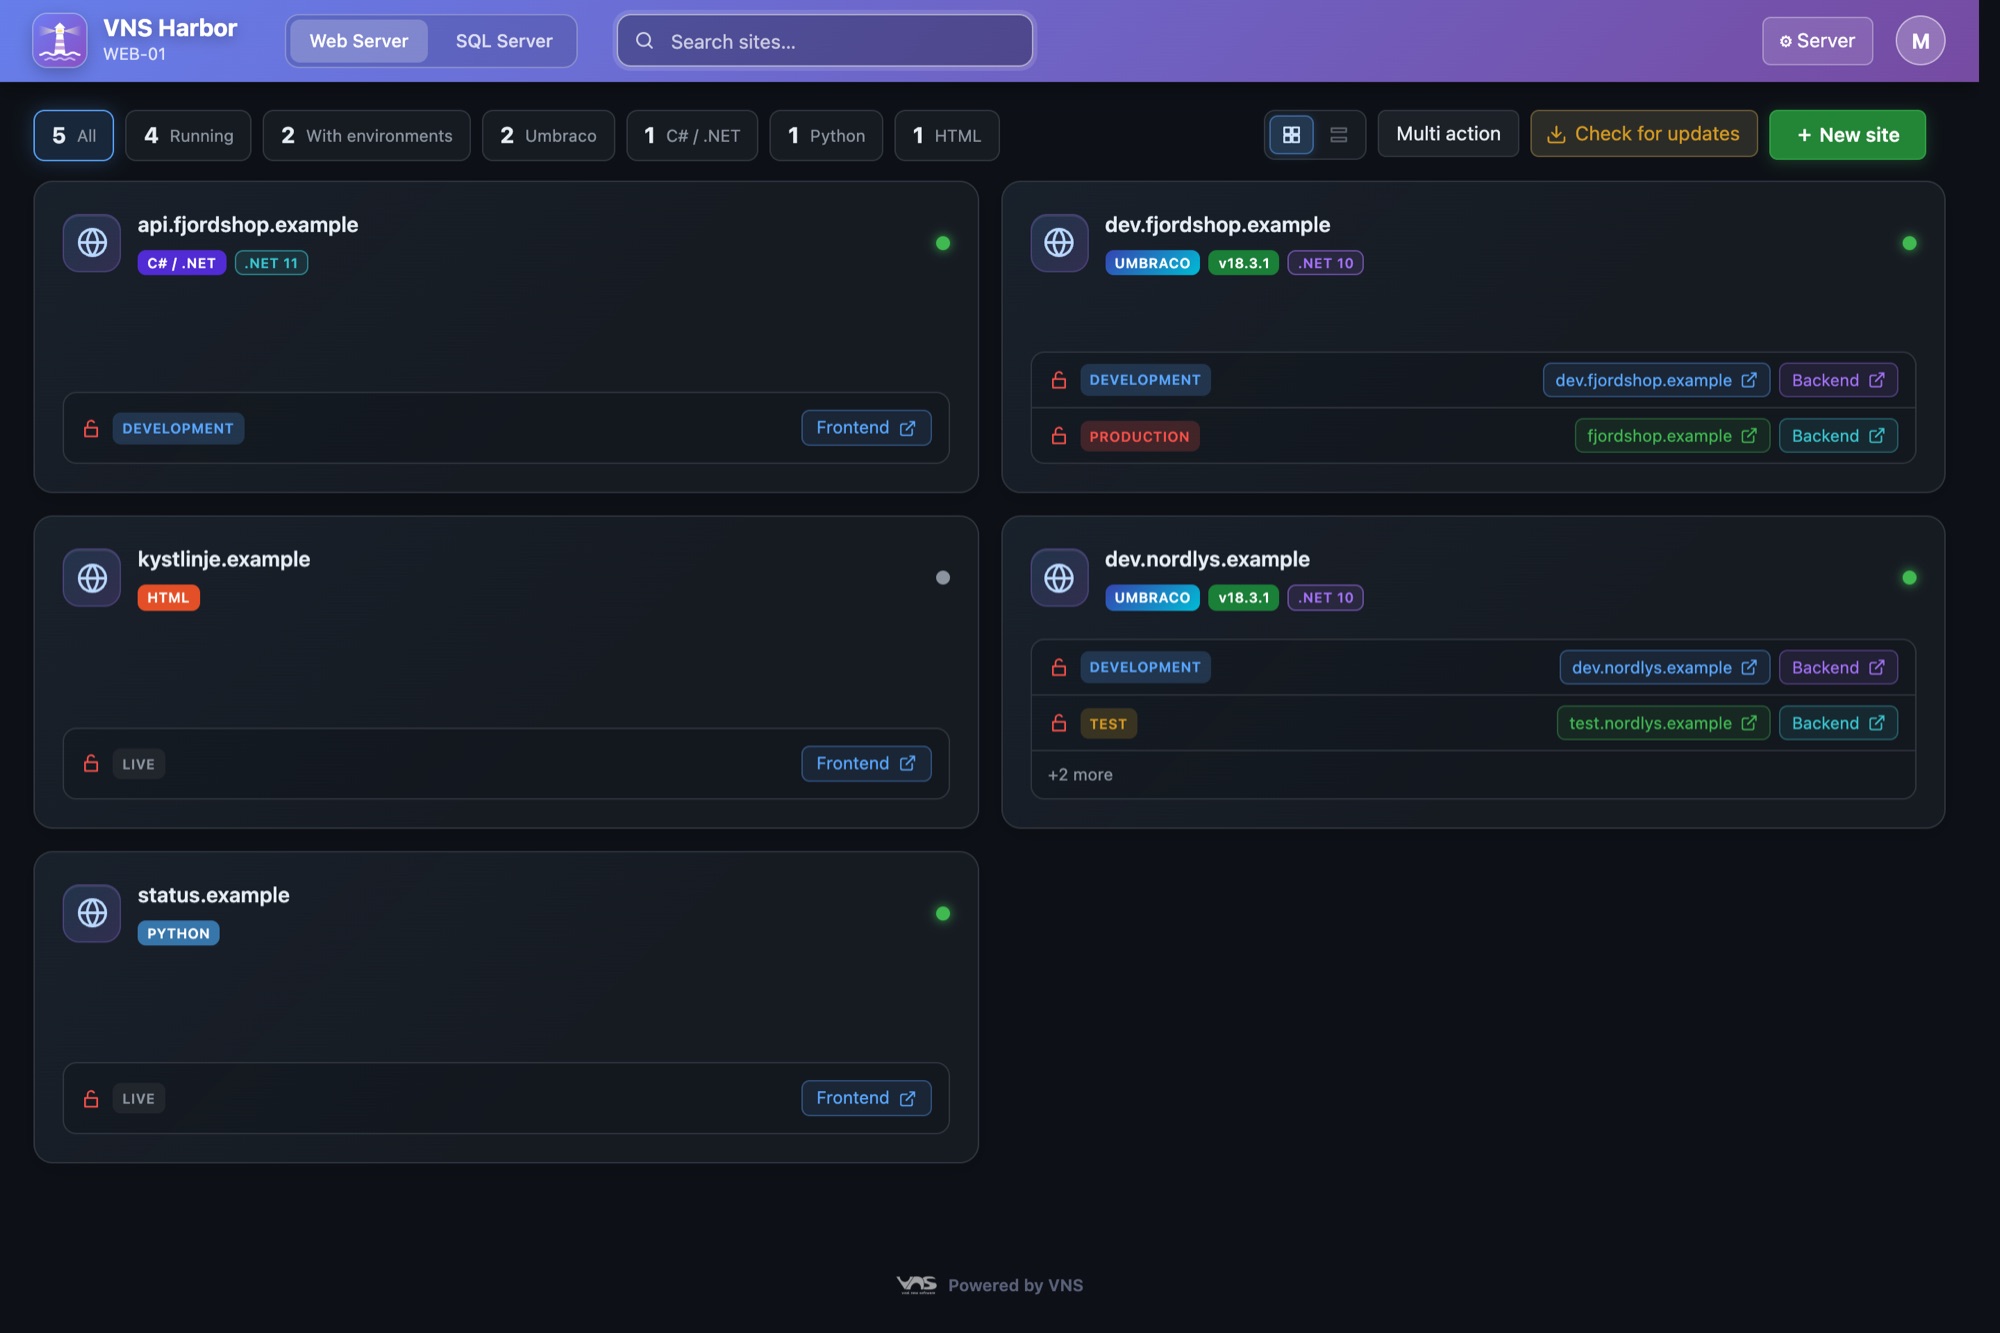 VNS Harbor
WEB-01
Web Server
SQL Server
Search sites...
Server
M
5 All
4 Running
2 With environments
2 Umbraco
1 C# / .NET
1 Python
1 HTML
Multi action
Check for updates
+ New site
api.fjordshop.example
C# / .NET
.NET 11
DEVELOPMENT
Frontend
dev.fjordshop.example
UMBRACO
v18.3.1
.NET 10
DEVELOPMENT
dev.fjordshop.example
Backend
PRODUCTION
fjordshop.example
Backend
kystlinje.example
HTML
LIVE
Frontend
dev.nordlys.example
UMBRACO
v18.3.1
.NET 10
DEVELOPMENT
dev.nordlys.example
Backend
TEST
test.nordlys.example
Backend
+2 more
status.example
PYTHON
LIVE
Frontend
VNS
Powered by VNS